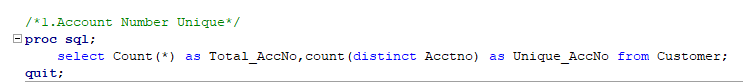 /*1.Account Number Unique*/
proc sql;
select Count(*) as Total_AccNo,count(distinct Acctno) as Unique_AccNo from Customer;
quit;